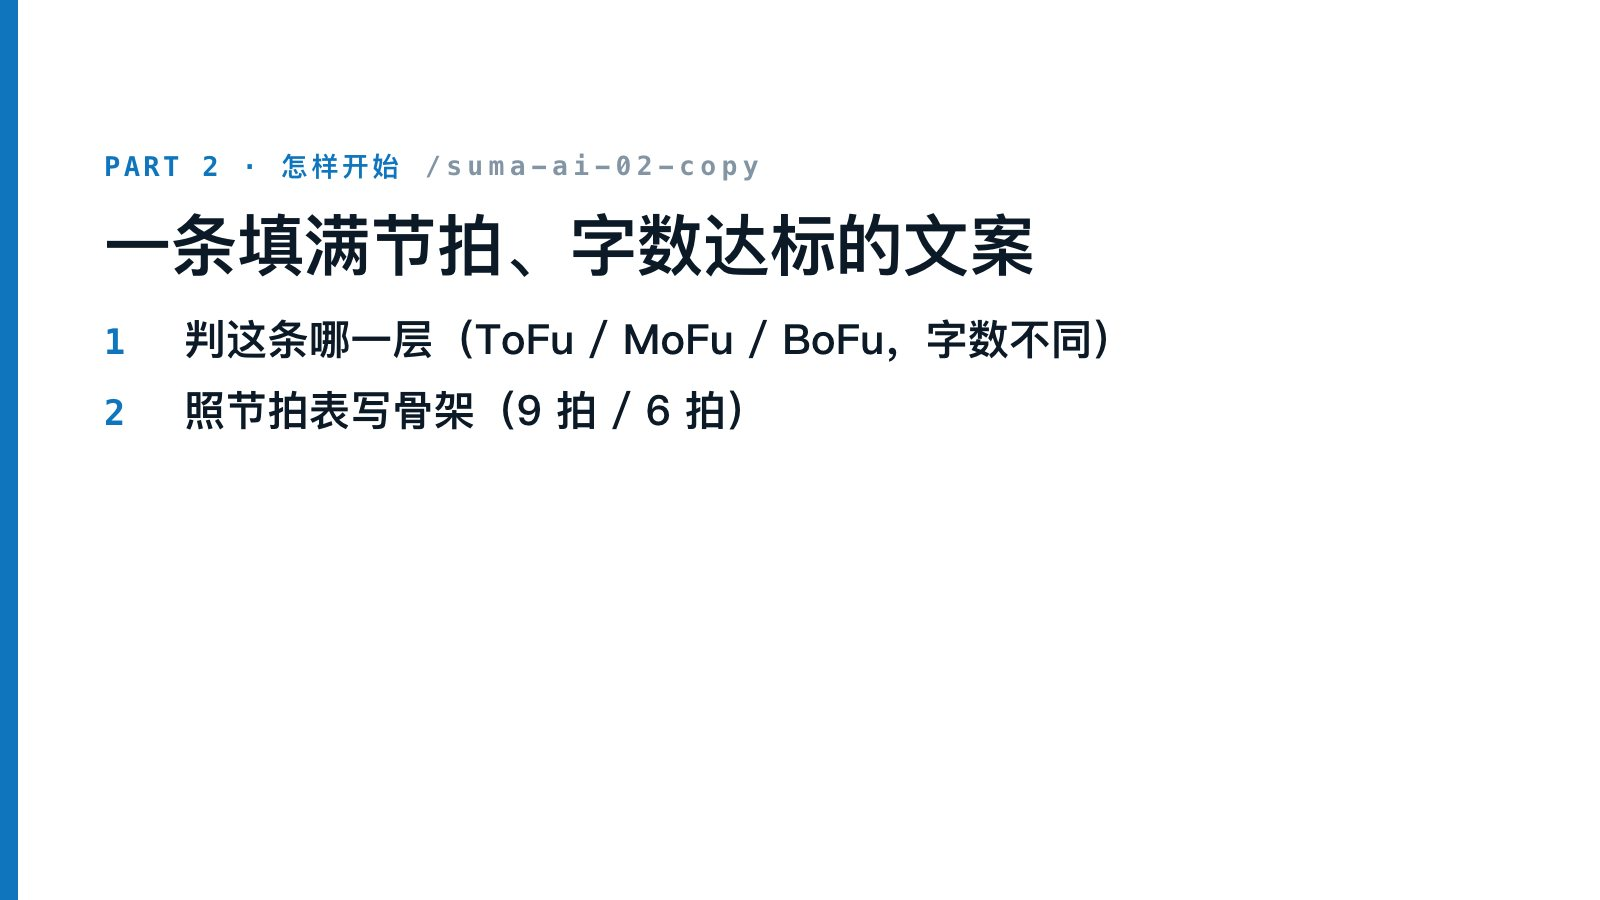 PART 2 · 怎样开始 /suma-ai-02-copy
一条填满节拍、字数达标的文案
1 判这条哪一层（ToFu / MoFu / BoFu，字数不同）
2 照节拍表写骨架（9 拍 / 6 拍）